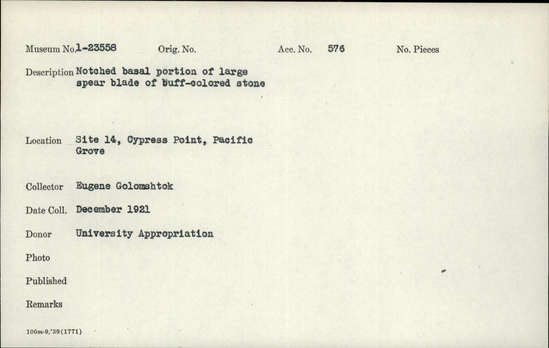 Museum No. 1-23558 Orig. No. Acc. No. 576 No. Pieces
Description Notched basal portion of large
spear blade of buff-colored stone
Location Site 14, Cypress Point, Pacific
Grove
Collector Eugene Golomshtok
Date Coll. December 1921
Donor University Appropriation
Photo
Published
Remarks
100m-9,'39(1771)